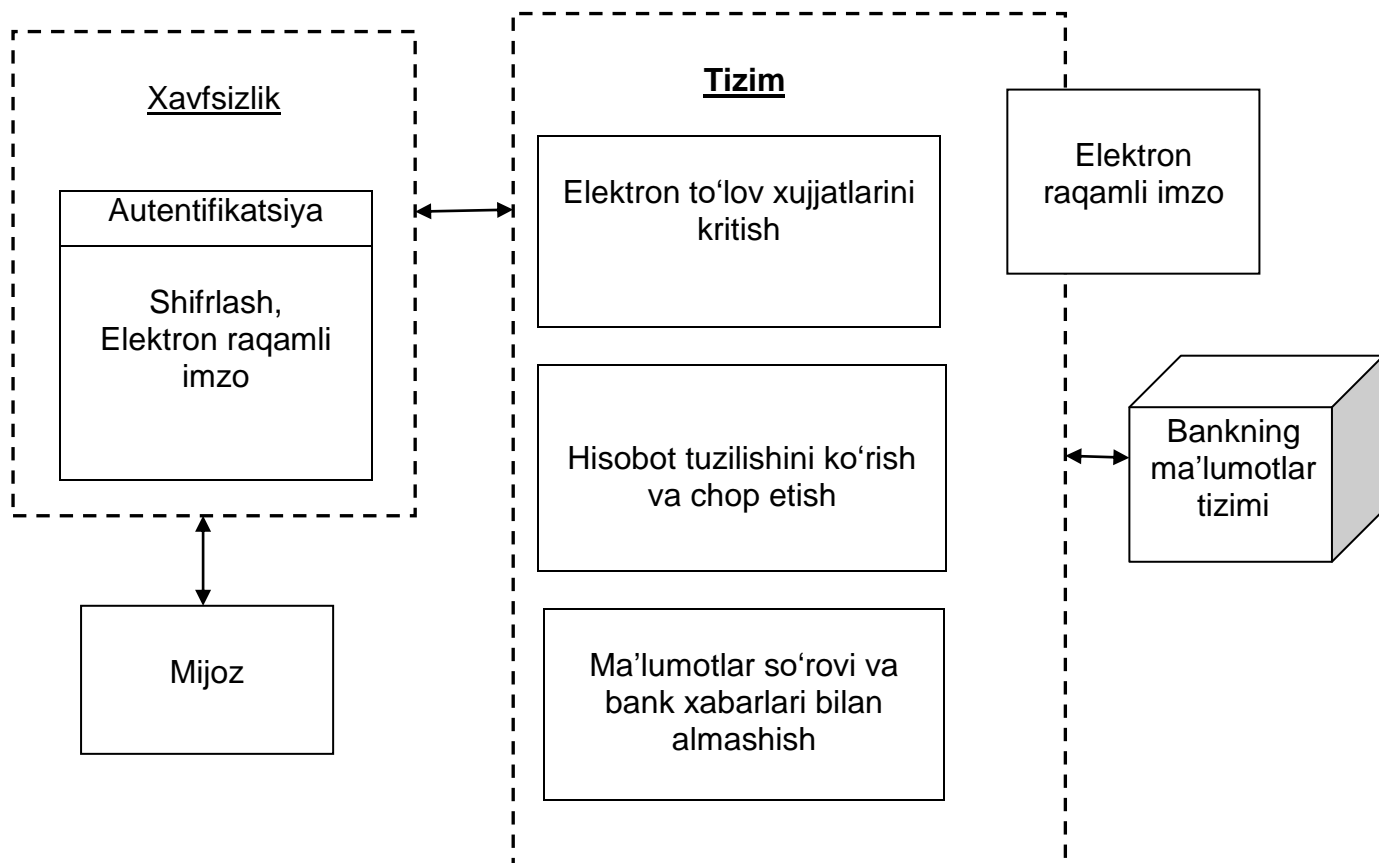 Xavfsizlik
Autentifikatsiya
Shifrlash,
Elektron raqamli
imzo
Mijoz
Tizim
Elektron to‘lov xujjatlarini
kritish
Hisobot tuzilishini ko‘rish
va chop etish
Ma’lumotlar so‘rovi va
bank xabarlari bilan
almashish
Elektron
raqamli imzo
Bankning
ma’lumotlar
tizimi